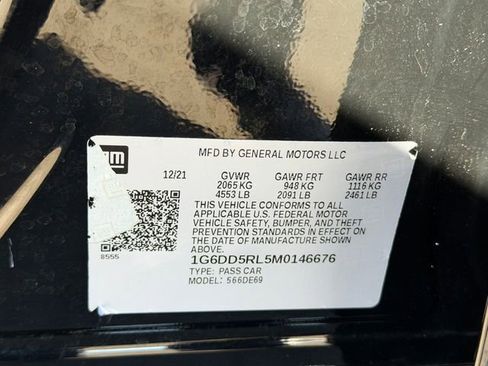 gm
MFD BY GENERAL MOTORS LLC
12/21 GVWR GAWR FRT GAWR RR
2065 KG 948 KG 1116 KG
4553 LB 2091 LB 2461 LB
THIS VEHICLE CONFORMS TO ALL
APPLICABLE U.S. FEDERAL MOTOR
VEHICLE SAFETY, BUMPER, AND THEFT
PREVENTION STANDARDS IN EFFECT ON
THE DATE OF MANUFACTURE SHOWN
ABOVE.
8555
1G6DD5RL5M0146676
TYPE: PASS CAR
MODEL: 566DE69